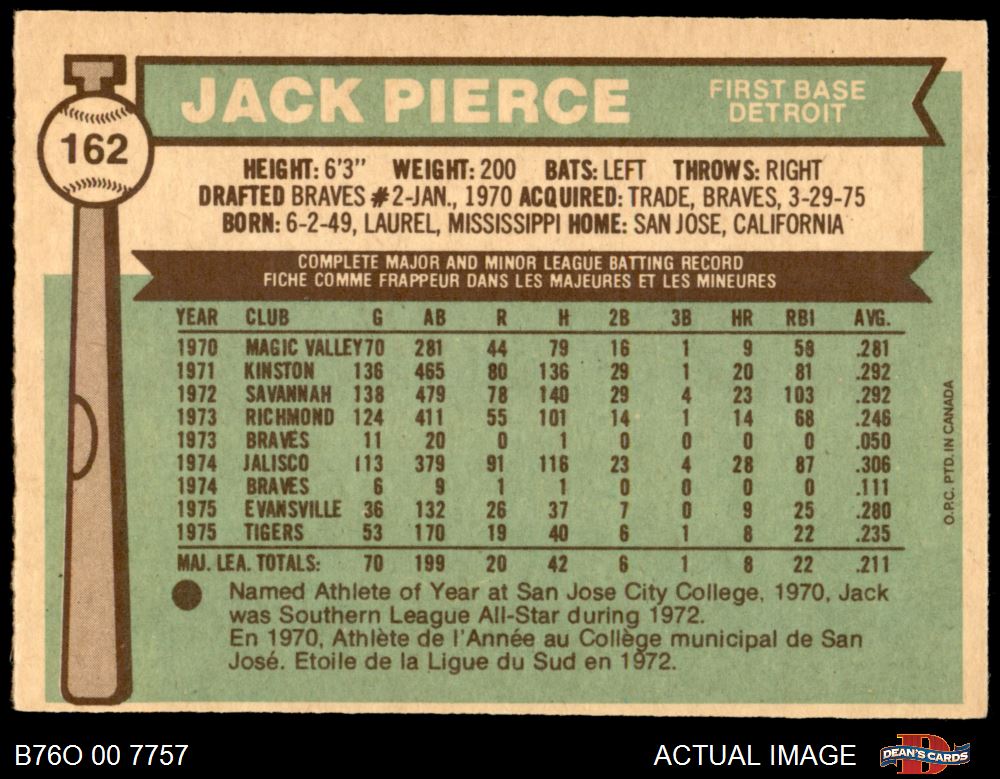 JACK PIERCE
FIRST BASE
DETROIT
162
HEIGHT: 6'3" WEIGHT: 200 BATS: LEFT THROWS: RIGHT
DRAFTED BRAVES #2-JAN., 1970 ACQUIRED: TRADE, BRAVES, 3-29-75
BORN: 6-2-49, LAUREL, MISSISSIPPI HOME: SAN JOSE, CALIFORNIA
COMPLETE MAJOR AND MINOR LEAGUE BATTING RECORD
FICHE COMME FRAPPEUR DANS LES MAJEURES ET LES MINEURES
YEAR CLUB G AB R H 2B 3B HR RBI AVG.
1970 MAGIC VALLEY 70 281 44 79 16 1 9 58 .281
1971 KINSTON 136 465 80 136 29 1 20 81 .292
1972 SAVANNAH 138 479 78 140 29 4 23 103 .292
1973 RICHMOND 124 411 55 101 14 1 14 68 .246
1973 BRAVES 11 20 0 1 0 0 0 0 .050
1974 JALISCO 113 379 91 116 23 4 28 87 .306
1974 BRAVES 6 9 1 1 0 0 0 0 .111
1975 EVANSVILLE 36 132 26 37 7 0 9 25 .280
1975 TIGERS 53 170 19 40 6 1 8 22 .235
MAJ. LEA. TOTALS: 70 199 20 42 6 1 8 22 .211
Named Athlete of Year at San Jose City College, 1970, Jack
was Southern League All-Star during 1972.
En 1970, Athlète de l'Année au Collège municipal de San
José. Etoile de la Ligue du Sud en 1972.
O.P.C. PTD. IN CANADA
B76O 00 7757
ACTUAL IMAGE
DEAN'S CARDS